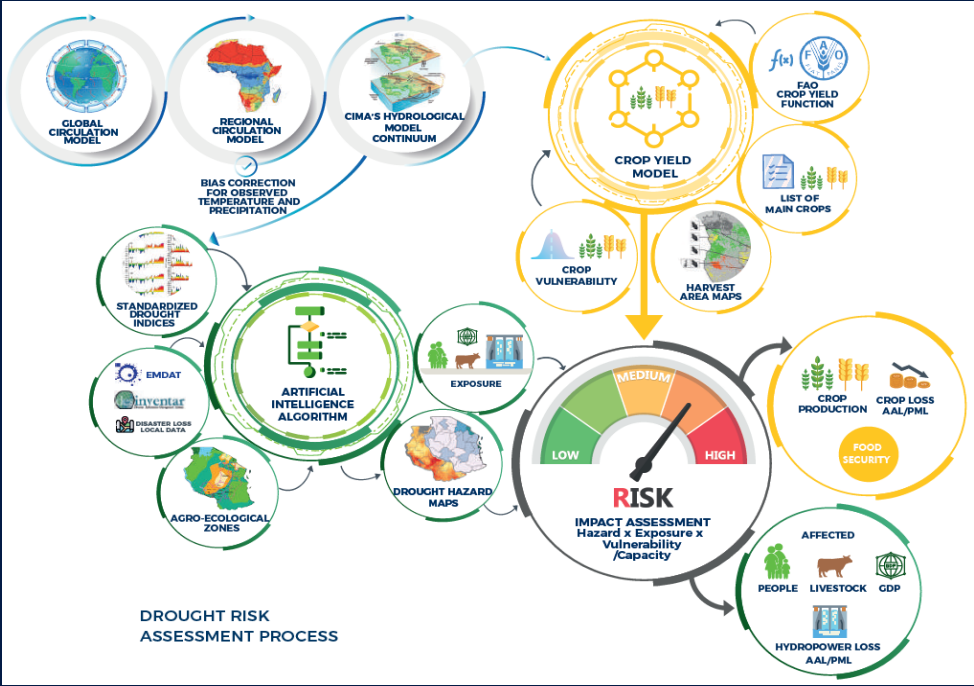 GLOBAL
CIRCULATION
MODEL
REGIONAL
CIRCULATION
MODEL
CIMA'S HYDROLOGICAL
MODEL
CONTINUUM
BIAS CORRECTION
FOR OBSERVED
TEMPERATURE AND
PRECIPITATION
CROP YIELD
MODEL
f(x)
F A O
FIAT PANIS
FAO
CROP YIELD
FUNCTION
LIST OF
MAIN CROPS
CROP
VULNERABILITY
HARVEST
AREA MAPS
STANDARDIZED
DROUGHT
INDICES
EMDAT
inventar
DISASTER LOSS
LOCAL DATA
AGRO-ECOLOGICAL
ZONES
ARTIFICIAL
INTELLIGENCE
ALGORITHM
EXPOSURE
DROUGHT HAZARD
MAPS
LOW
MEDIUM
HIGH
RISK
IMPACT ASSESSMENT
Hazard x Exposure x
Vulnerability
/Capacity
CROP
PRODUCTION
CROP LOSS
AAL/PML
FOOD
SECURITY
AFFECTED
PEOPLE
LIVESTOCK
GDP
HYDROPOWER LOSS
AAL/PML
DROUGHT RISK
ASSESSMENT PROCESS